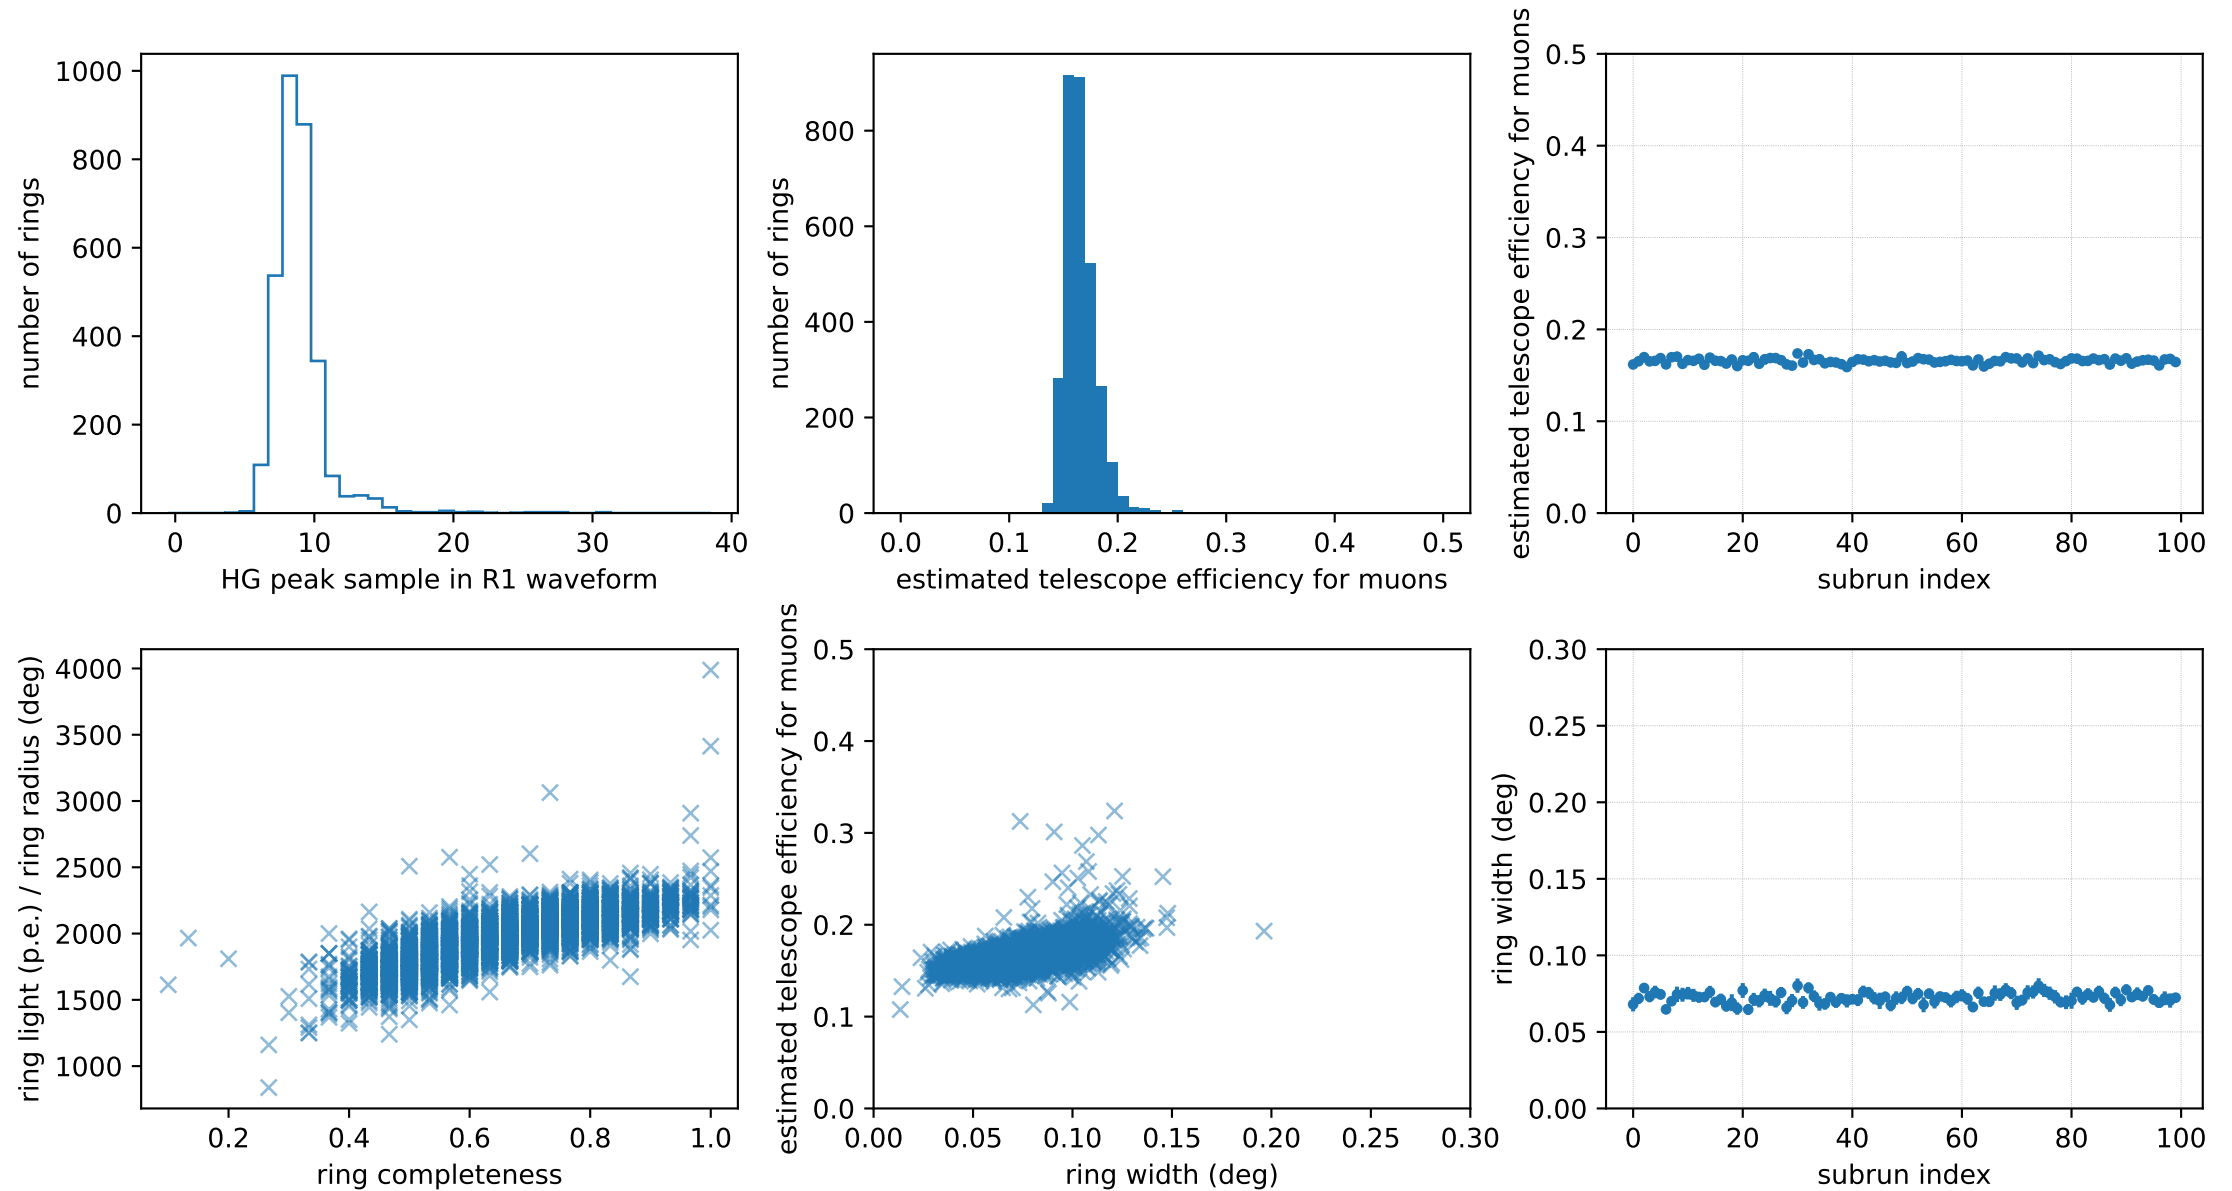 1000
800
600
400
200
0
number of rings
0 10 20 30 40
HG peak sample in R1 waveform
800
600
400
200
0
number of rings
0.0 0.1 0.2 0.3 0.4 0.5
estimated telescope efficiency for muons
0.5
0.4
0.3
0.2
0.1
0.0
estimated telescope efficiency for muons
0 20 40 60 80 100
subrun index
4000
3500
3000
2500
2000
1500
1000
ring light (p.e.) / ring radius (deg)
0.2 0.4 0.6 0.8 1.0
ring completeness
0.5
0.4
0.3
0.2
0.1
0.0
estimated telescope efficiency for muons
0.00 0.05 0.10 0.15 0.20 0.25 0.30
ring width (deg)
0.30
0.25
0.20
0.15
0.10
0.05
0.00
ring width (deg)
0 20 40 60 80 100
subrun index